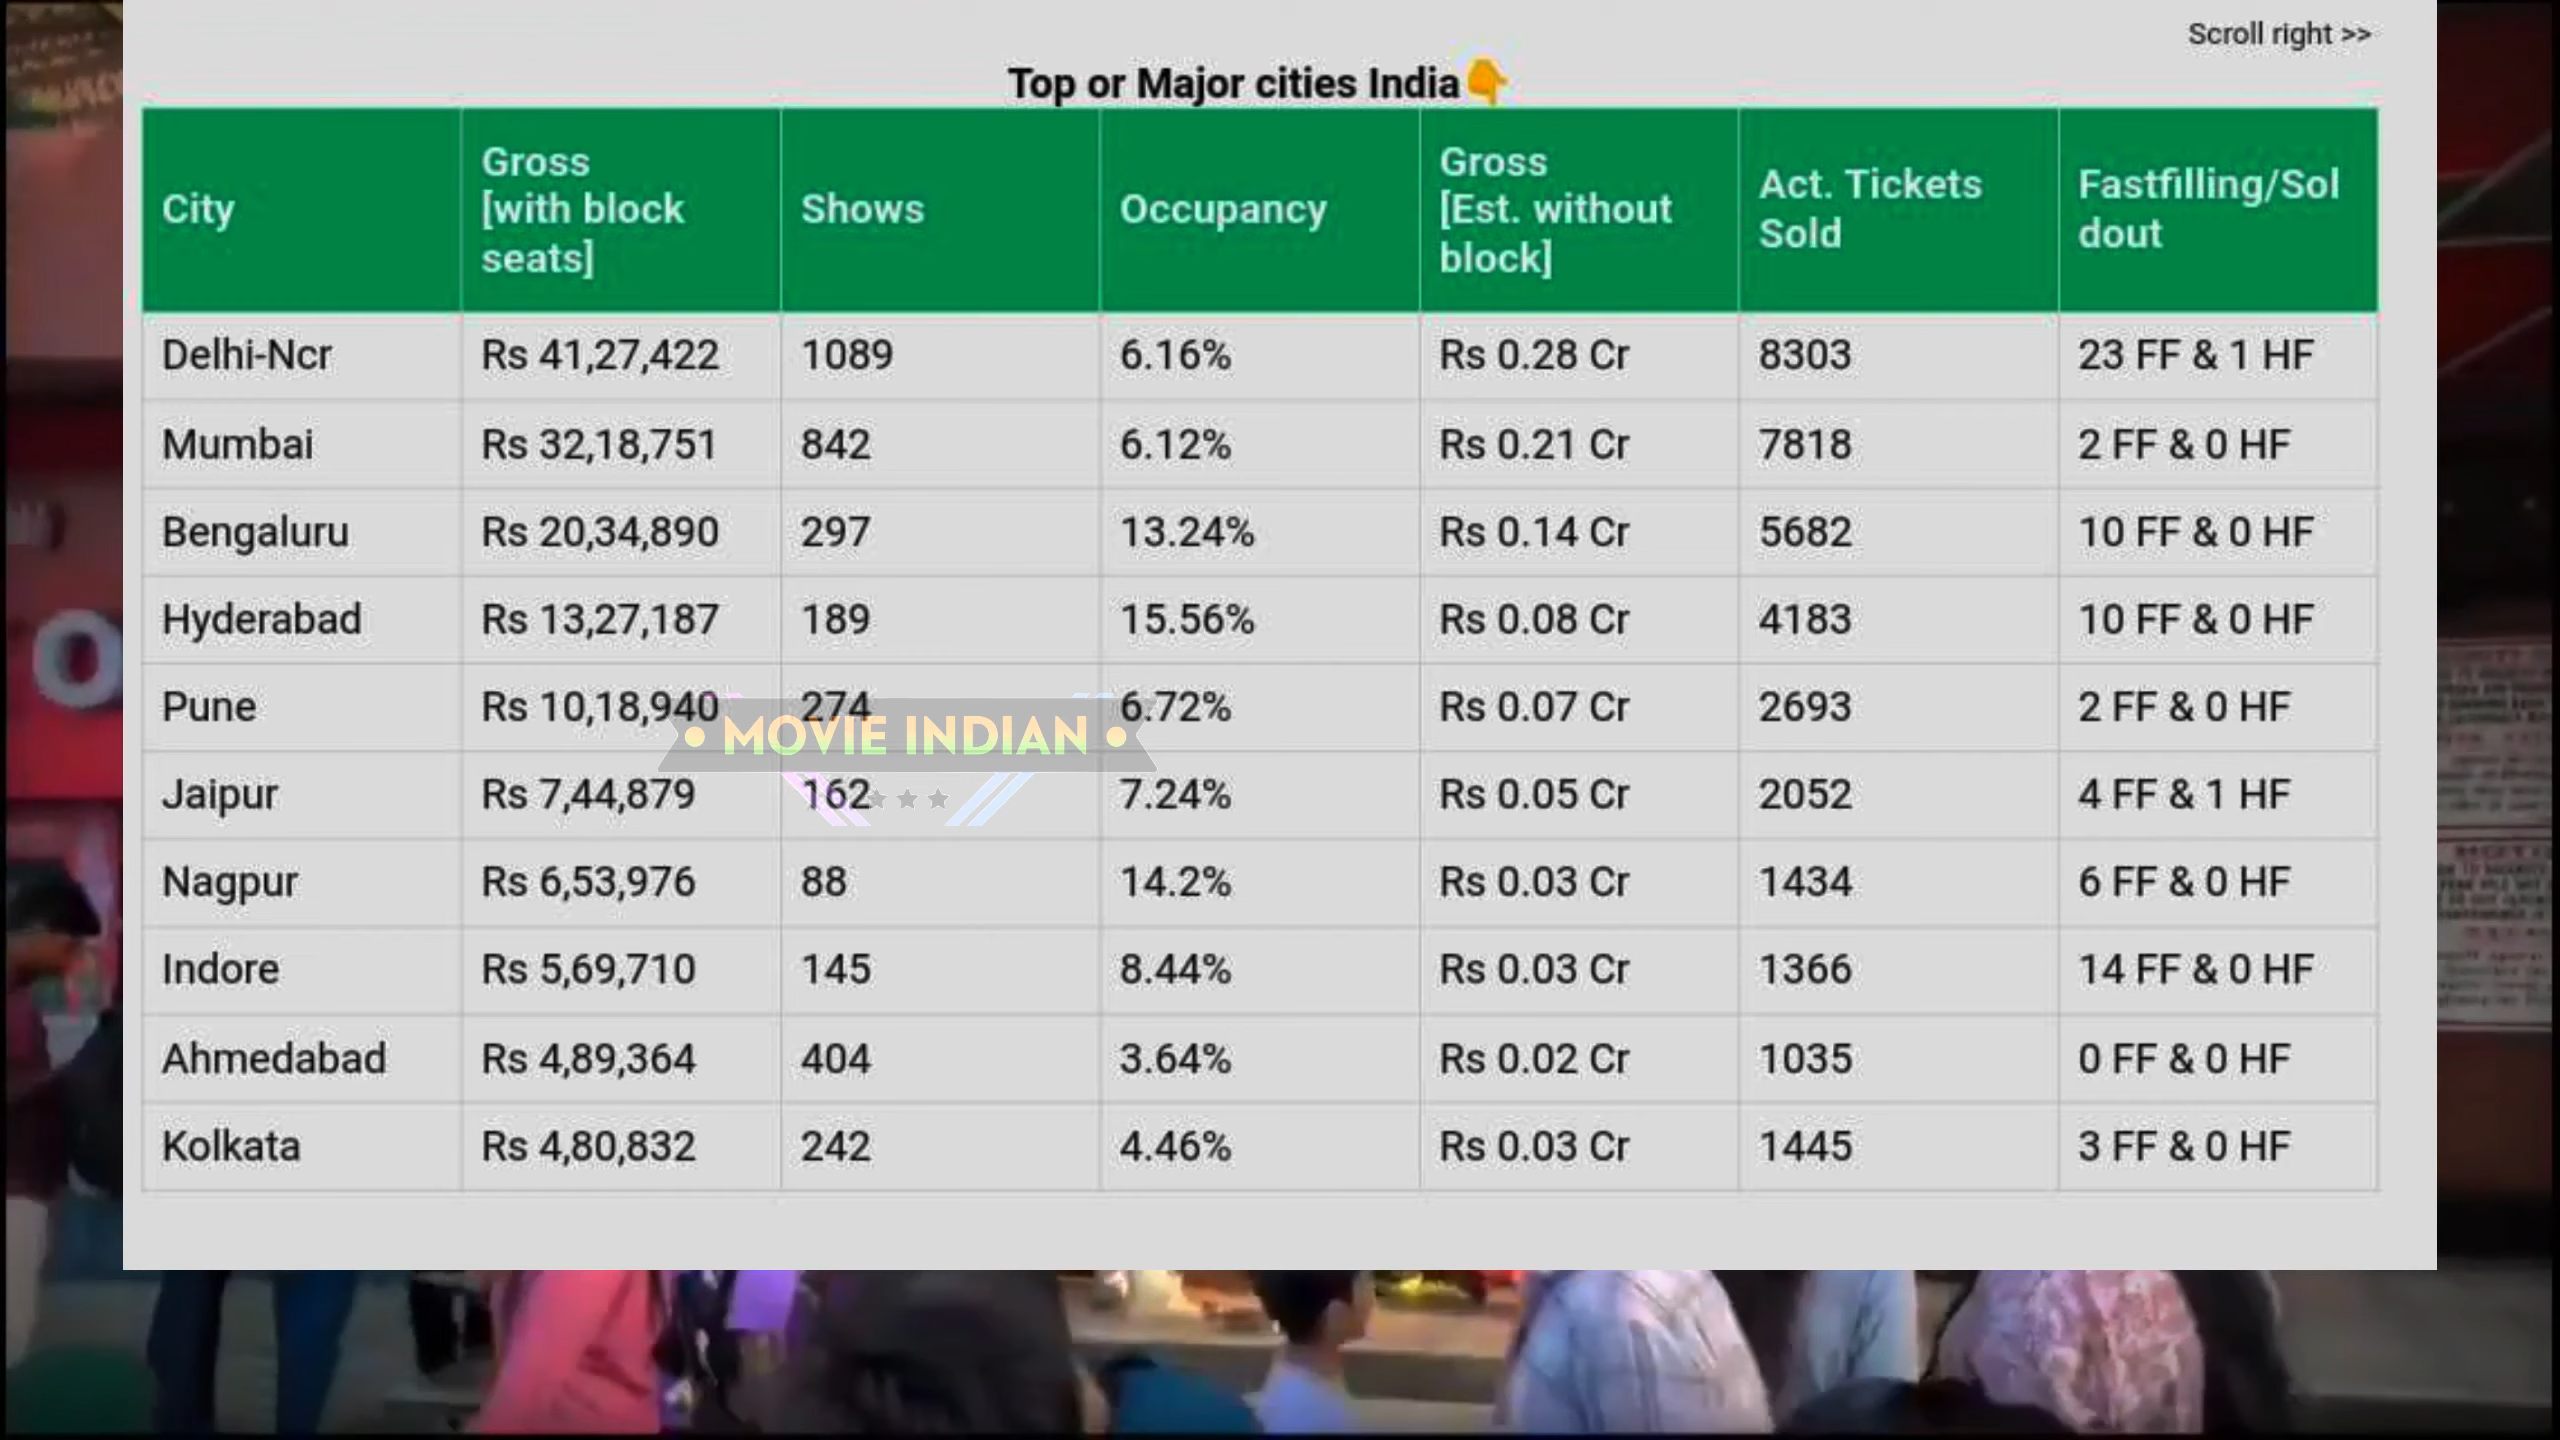 Scroll right >>
Top or Major cities India👇
City
Gross
[with block
seats]
Shows
Occupancy
Gross
[Est. without
block]
Act. Tickets
Sold
Fastfilling/Sol
dout
Delhi-Ncr Rs 41,27,422 1089 6.16% Rs 0.28 Cr 8303 23 FF & 1 HF
Mumbai Rs 32,18,751 842 6.12% Rs 0.21 Cr 7818 2 FF & 0 HF
Bengaluru Rs 20,34,890 297 13.24% Rs 0.14 Cr 5682 10 FF & 0 HF
Hyderabad Rs 13,27,187 189 15.56% Rs 0.08 Cr 4183 10 FF & 0 HF
Pune Rs 10,18,940 274 6.72% Rs 0.07 Cr 2693 2 FF & 0 HF
MOVIE INDIAN
Jaipur Rs 7,44,879 162 7.24% Rs 0.05 Cr 2052 4 FF & 1 HF
Nagpur Rs 6,53,976 88 14.2% Rs 0.03 Cr 1434 6 FF & 0 HF
Indore Rs 5,69,710 145 8.44% Rs 0.03 Cr 1366 14 FF & 0 HF
Ahmedabad Rs 4,89,364 404 3.64% Rs 0.02 Cr 1035 0 FF & 0 HF
Kolkata Rs 4,80,832 242 4.46% Rs 0.03 Cr 1445 3 FF & 0 HF